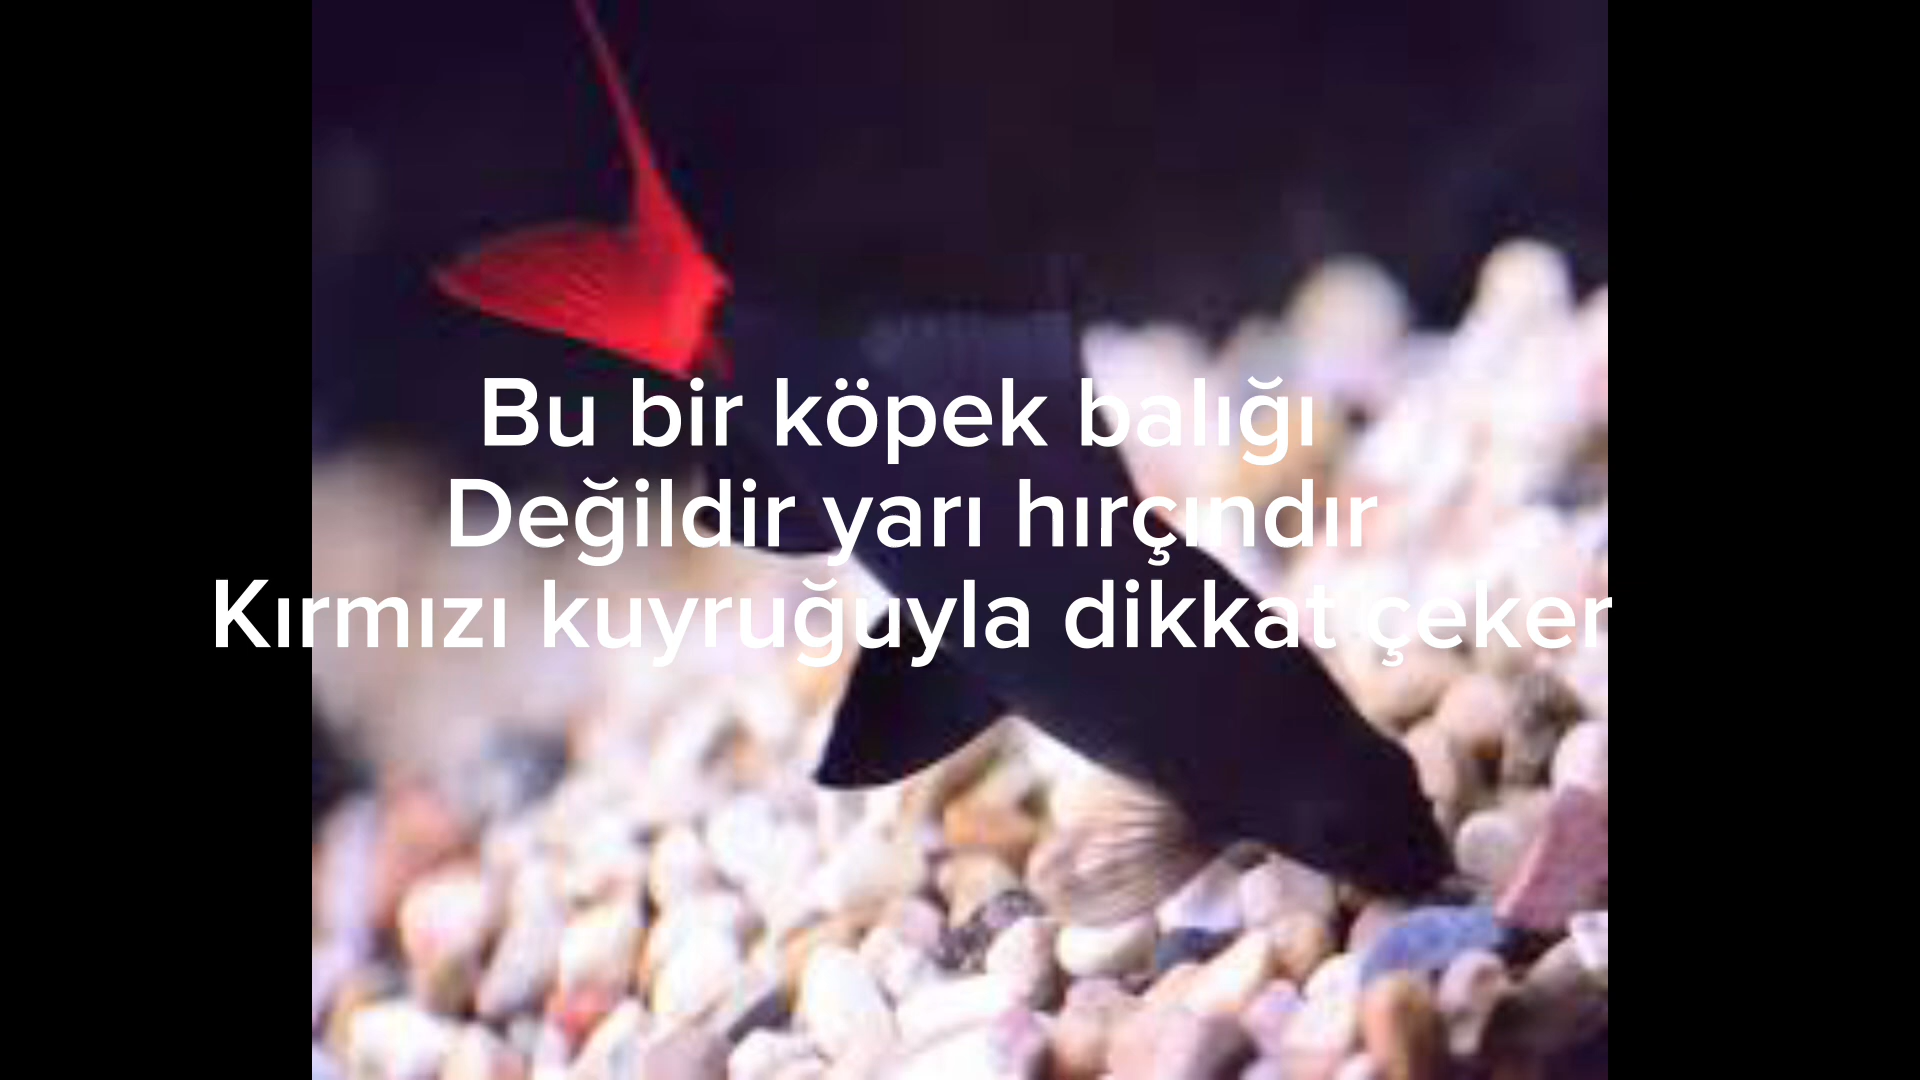 Bu bir köpek balığı
Değildir yarı hırçındır
Kırmızı kuyruğuyla dikkat çeker